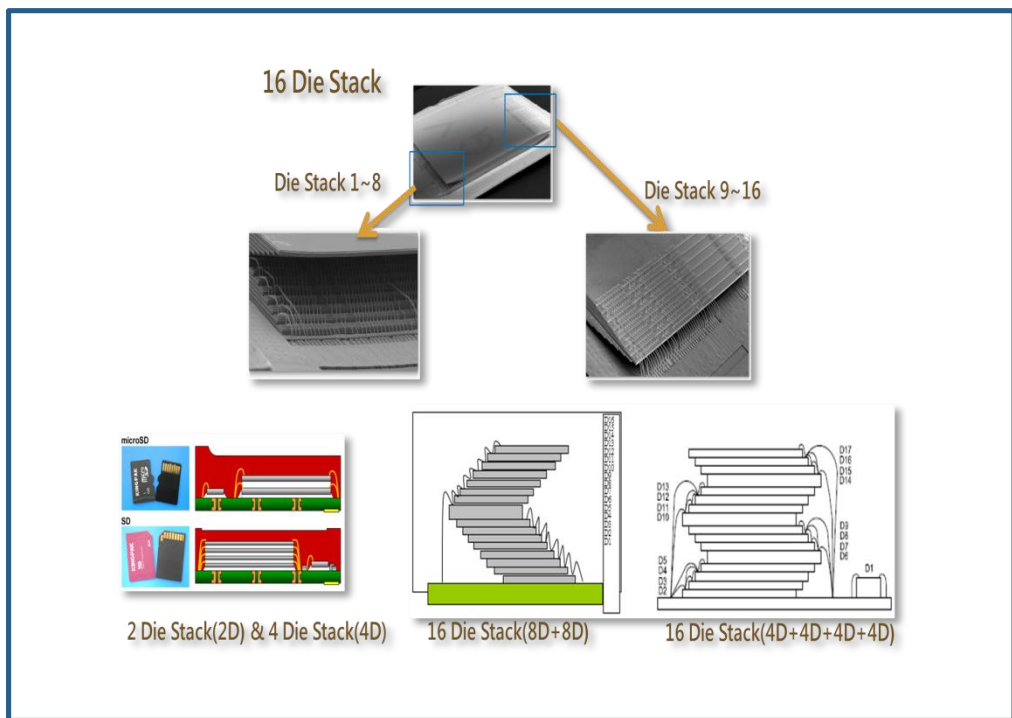 16 Die Stack
Die Stack 1~8
Die Stack 9~16
microSD
KINGPAK
SD
KINGPAK
D17
D16
D15
D14
D13
D12
D11
D10
D9
D8
D7
D6
D5
D4
D3
D2
D1
2 Die Stack(2D) & 4 Die Stack(4D)
16 Die Stack(8D+8D)
16 Die Stack(4D+4D+4D+4D)